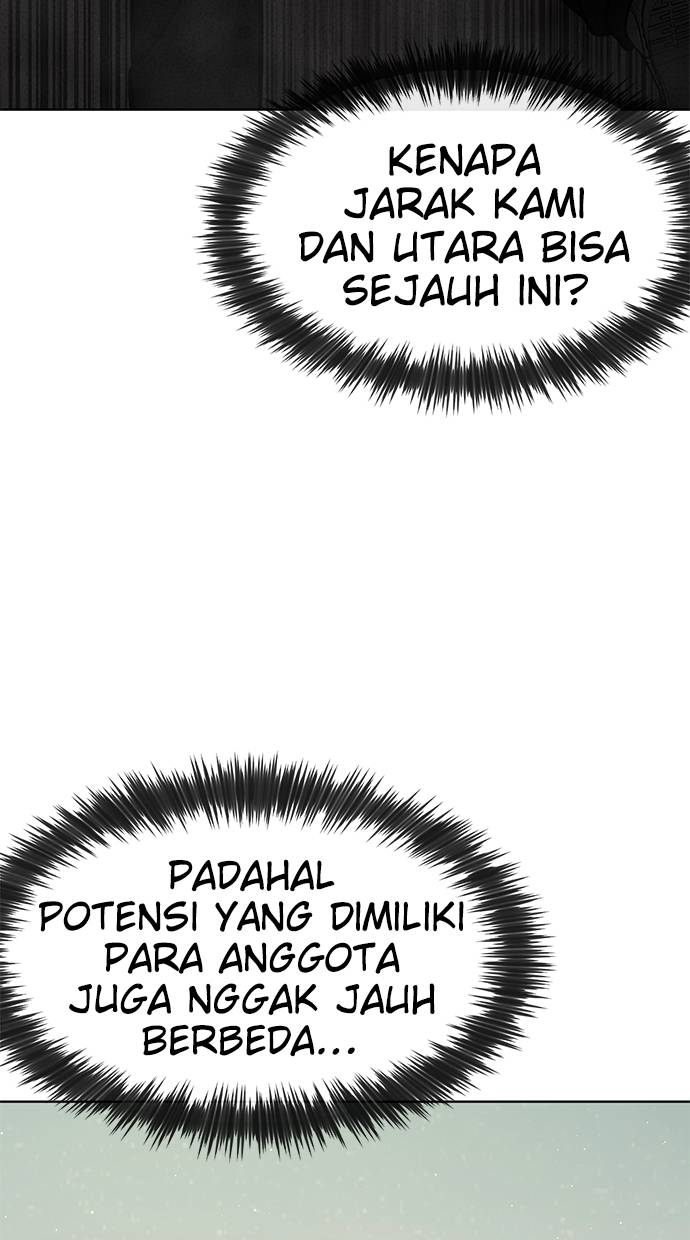 KENAPA
JARAK KAMI
DAN UTARA BISA
SEJAUH INI?
PADAHAL
POTENSI YANG DIMILIKI
PARA ANGGOTA
JUGA NGGAK JAUH
BERBEDA...